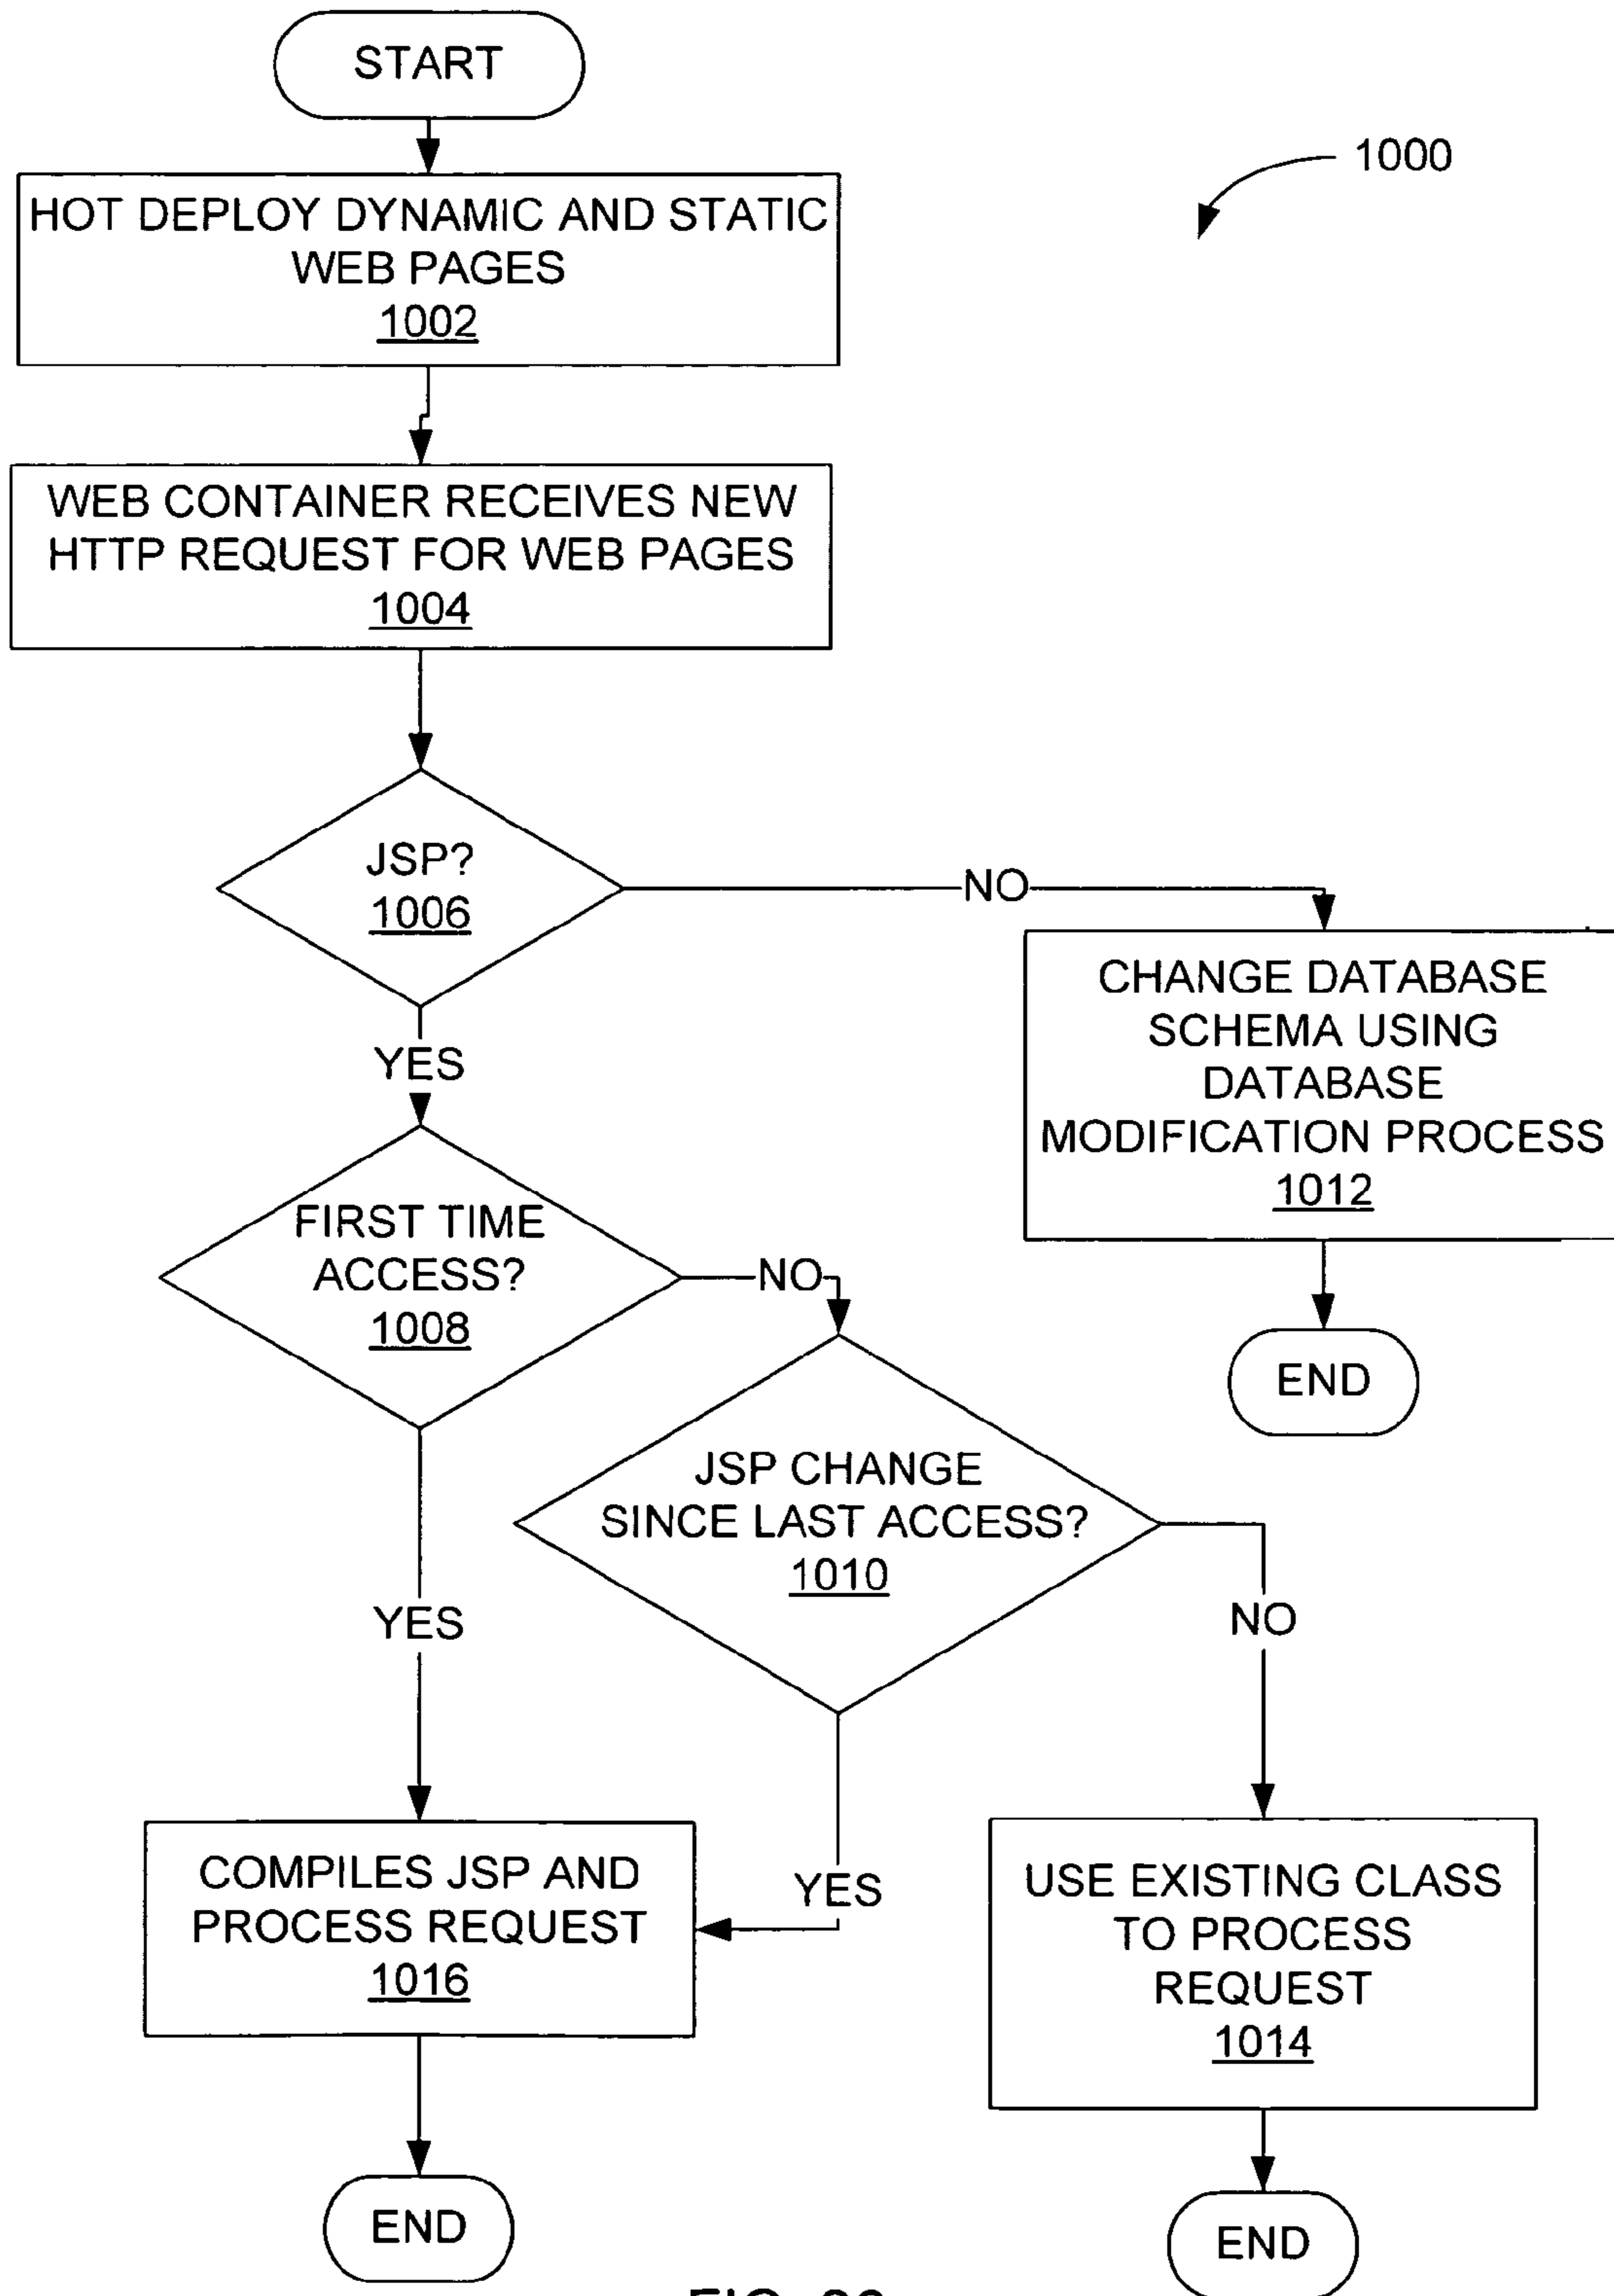 START
1000
HOT DEPLOY DYNAMIC AND STATIC
WEB PAGES
1002
WEB CONTAINER RECEIVES NEW
HTTP REQUEST FOR WEB PAGES
1004
JSP?
1006
NO
YES
CHANGE DATABASE
SCHEMA USING
DATABASE
MODIFICATION PROCESS
1012
END
FIRST TIME
ACCESS?
1008
NO
YES
JSP CHANGE
SINCE LAST ACCESS?
1010
NO
YES
COMPILES JSP AND
PROCESS REQUEST
1016
USE EXISTING CLASS
TO PROCESS
REQUEST
1014
END
END